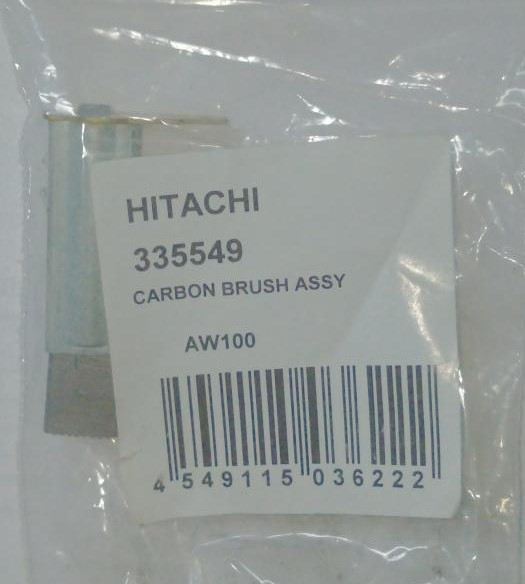 HITACHI
335549
CARBON BRUSH ASSY
AW100
4 549115 036222